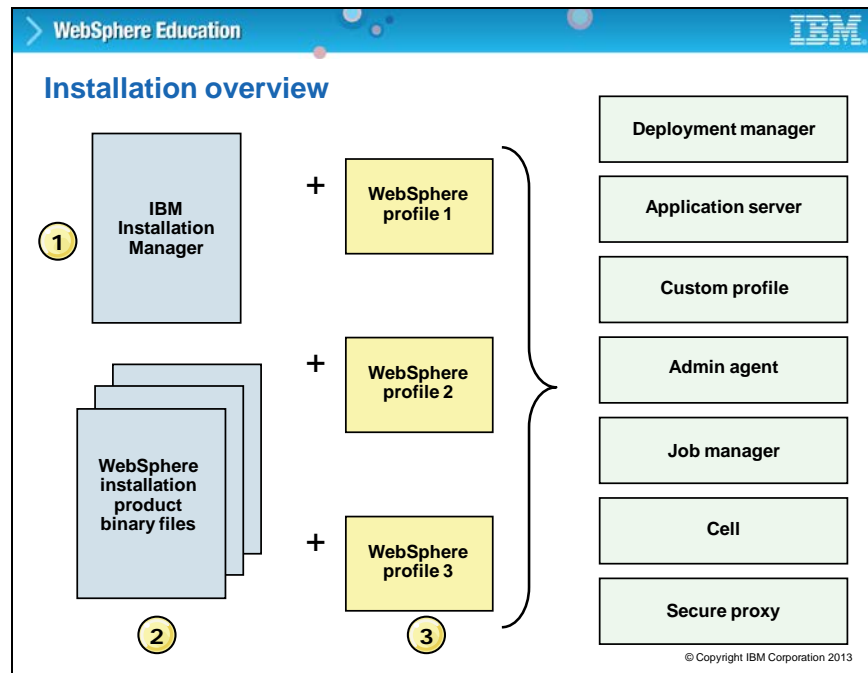 WebSphere Education
IBM
Installation overview
1
IBM
Installation
Manager
+
WebSphere
profile 1
+
WebSphere
profile 2
WebSphere
installation
product
binary files
+
WebSphere
profile 3
2
3
Deployment manager
Application server
Custom profile
Admin agent
Job manager
Cell
Secure proxy
© Copyright IBM Corporation 2013